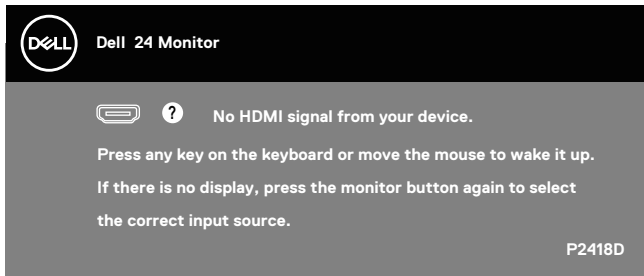 DELL
Dell 24 Monitor
? No HDMI signal from your device.
Press any key on the keyboard or move the mouse to wake it up.
If there is no display, press the monitor button again to select
the correct input source.
P2418D